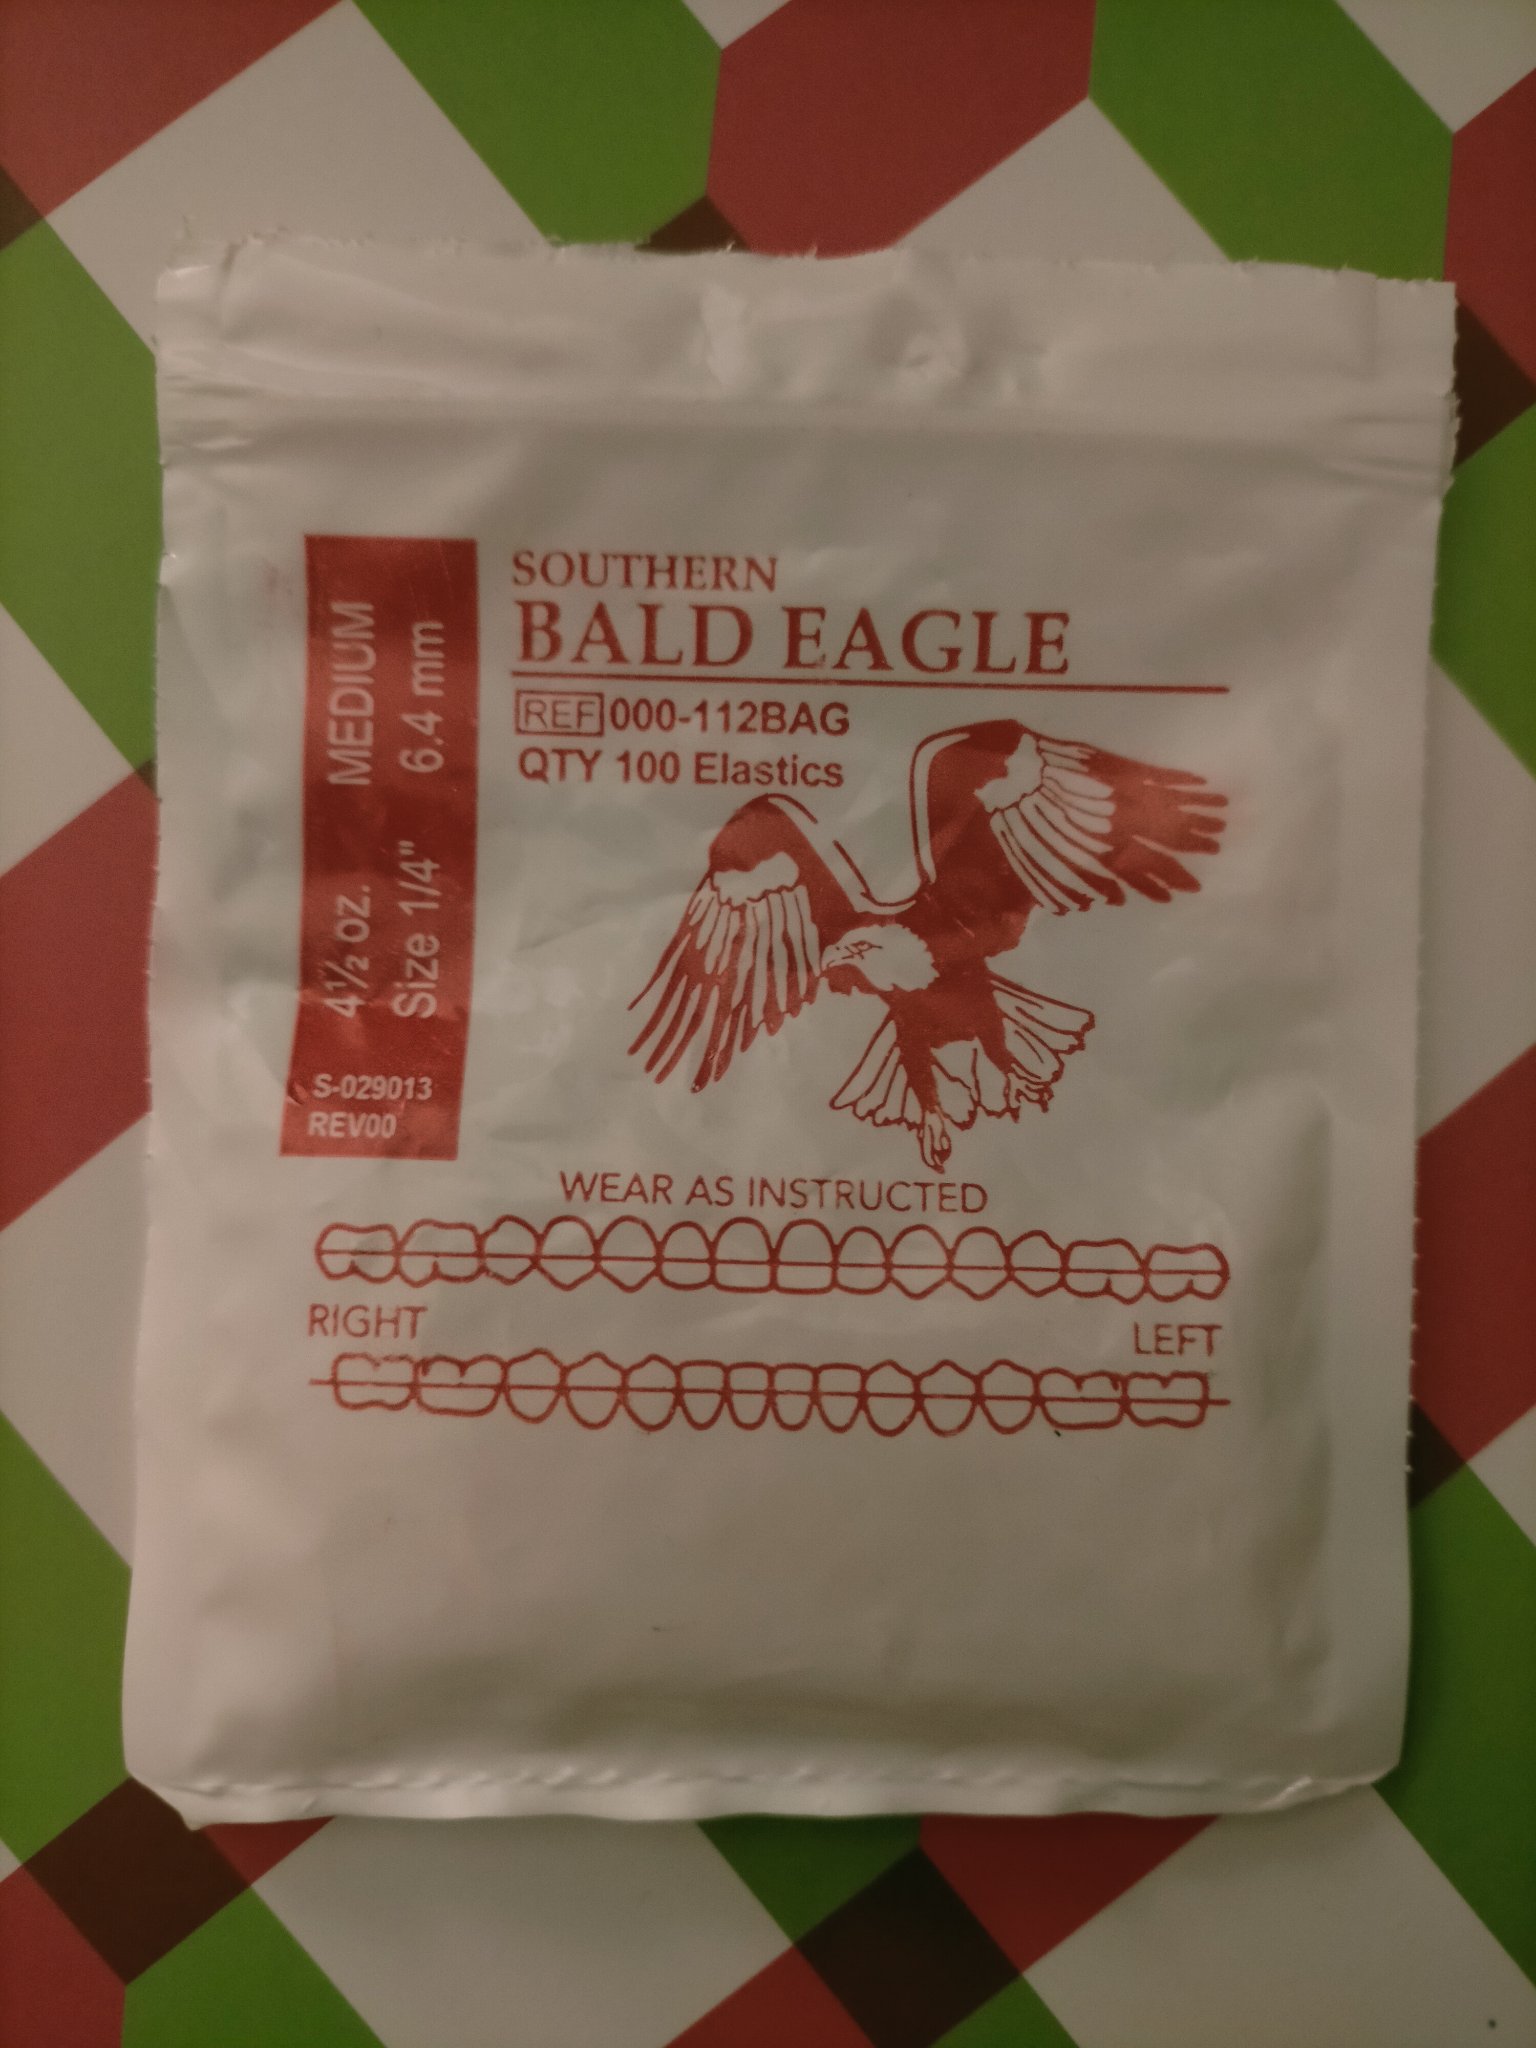 SOUTHERN
BALD EAGLE
REF 000-112BAG
QTY 100 Elastics
4½ oz. MEDIUM
Size 1/4" 6.4 mm
S-029013
REV00
WEAR AS INSTRUCTED
RIGHT
LEFT